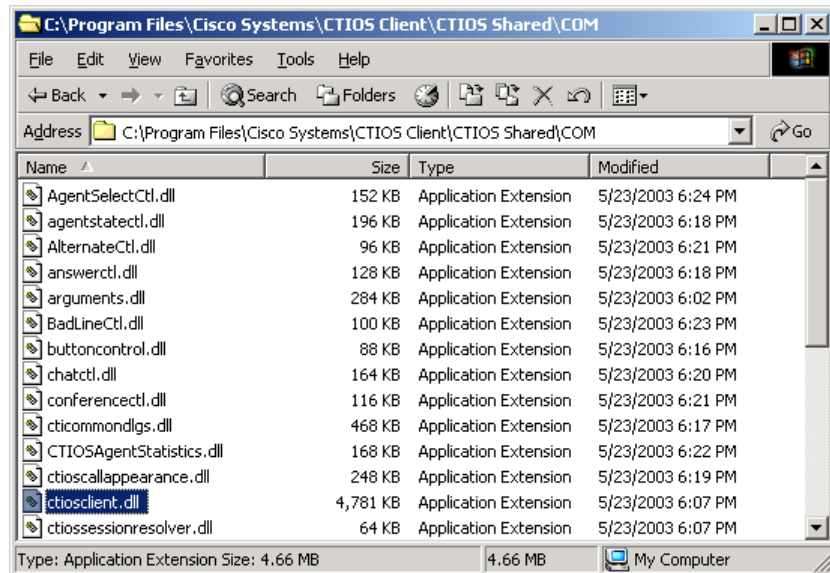 C:\Program Files\Cisco Systems\CTIOS Client\CTIOS Shared\COM
File Edit View Favorites Tools Help
Back Search Folders
Address C:\Program Files\Cisco Systems\CTIOS Client\CTIOS Shared\COM Go
Name Size Type Modified
AgentSelectCtl.dll 152 KB Application Extension 5/23/2003 6:24 PM
agentstatectl.dll 196 KB Application Extension 5/23/2003 6:18 PM
AlternateCtl.dll 96 KB Application Extension 5/23/2003 6:21 PM
answerctl.dll 128 KB Application Extension 5/23/2003 6:18 PM
arguments.dll 284 KB Application Extension 5/23/2003 6:02 PM
BadLineCtl.dll 100 KB Application Extension 5/23/2003 6:23 PM
buttoncontrol.dll 88 KB Application Extension 5/23/2003 6:16 PM
chatctl.dll 164 KB Application Extension 5/23/2003 6:20 PM
conferencectl.dll 116 KB Application Extension 5/23/2003 6:21 PM
cticommondlgs.dll 468 KB Application Extension 5/23/2003 6:17 PM
CTIOSAgentStatistics.dll 168 KB Application Extension 5/23/2003 6:22 PM
ctioscallappearance.dll 248 KB Application Extension 5/23/2003 6:19 PM
ctiosclient.dll 4,781 KB Application Extension 5/23/2003 6:07 PM
ctiossessionresolver.dll 64 KB Application Extension 5/23/2003 6:07 PM
Type: Application Extension Size: 4.66 MB 4.66 MB My Computer